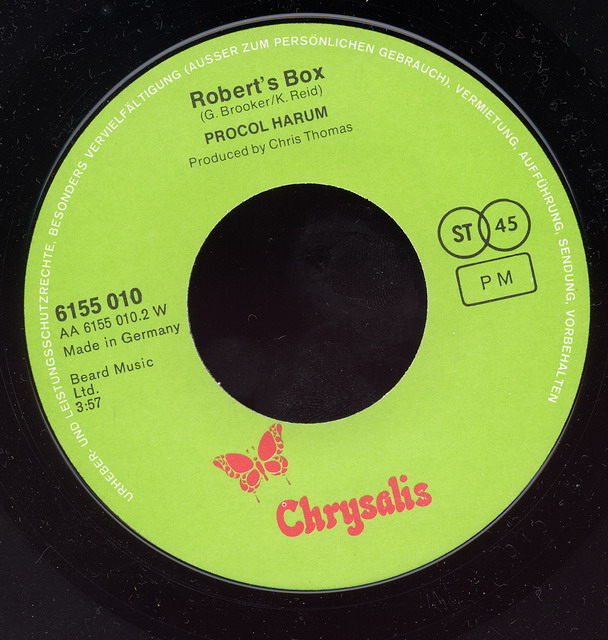 URHEBER- UND LEISTUNGSSCHUTZRECHTE, BESONDERS VERVIELFÄLTIGUNG (AUSSER ZUM PERSÖNLICHEN GEBRAUCH), VERMIETUNG, AUFFÜHRUNG, SENDUNG, VORBEHALTEN
Robert's Box
(G. Brooker/K. Reid)
PROCOL HARUM
Produced by Chris Thomas
ST 45
PM
6155 010
AA 6155 010.2 W
Made in Germany
Beard Music
Ltd.
3:57
Chrysalis